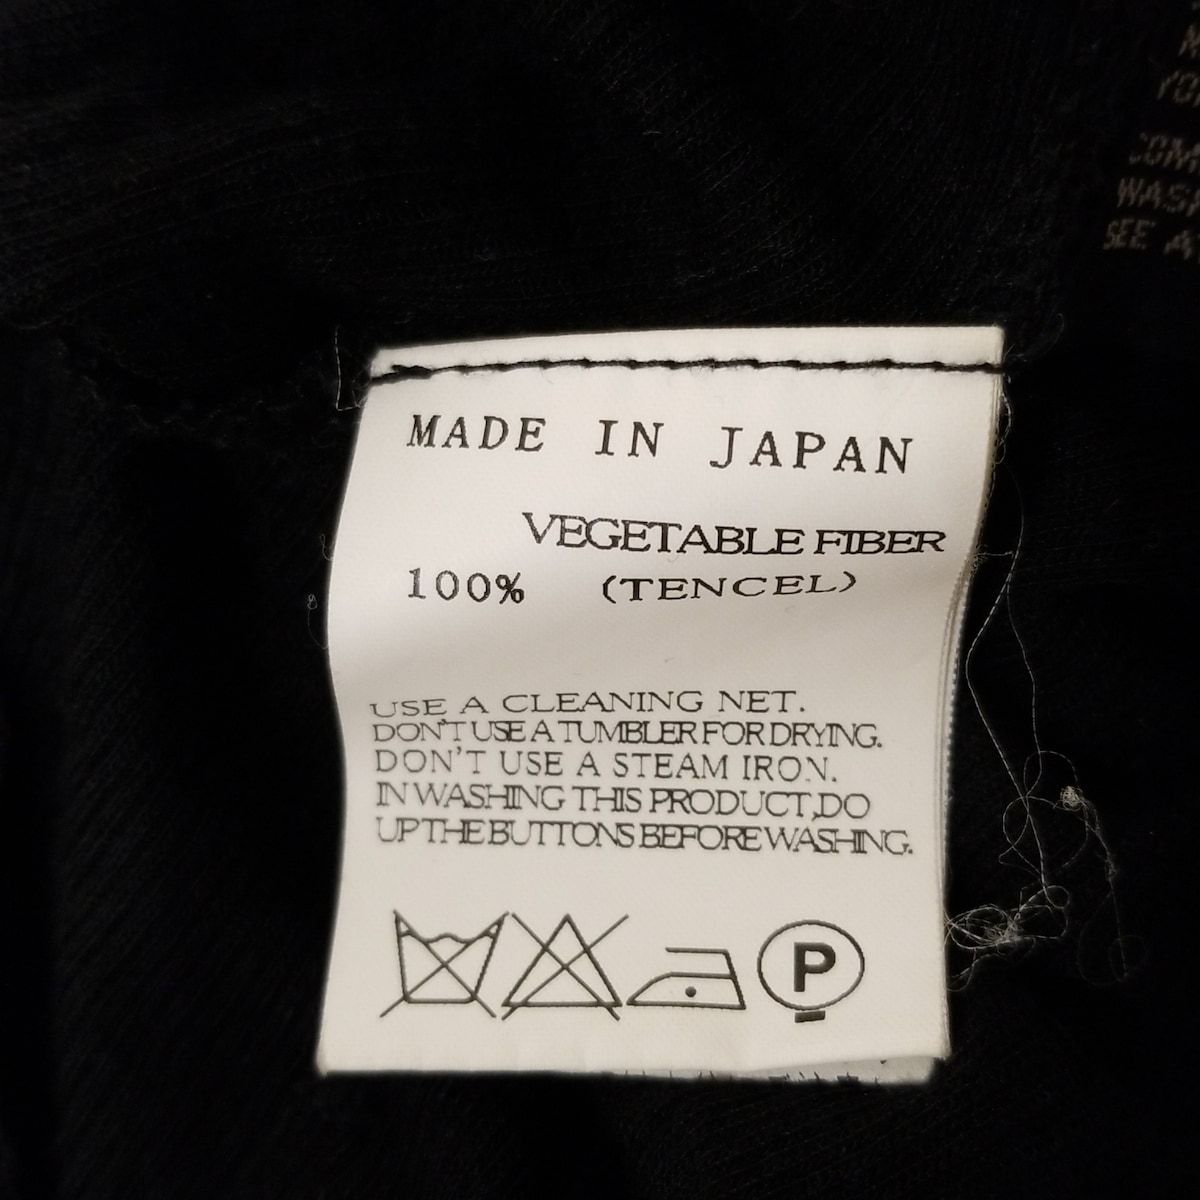 MADE IN JAPAN
VEGETABLE FIBER
100% (TENCEL)
USE A CLEANING NET.
DON'T USE A TUMBLER FOR DRYING.
DON'T USE A STEAM IRON.
IN WASHING THIS PRODUCT,DO
UP THE BUTTONS BEFORE WASHING.
P
SEE